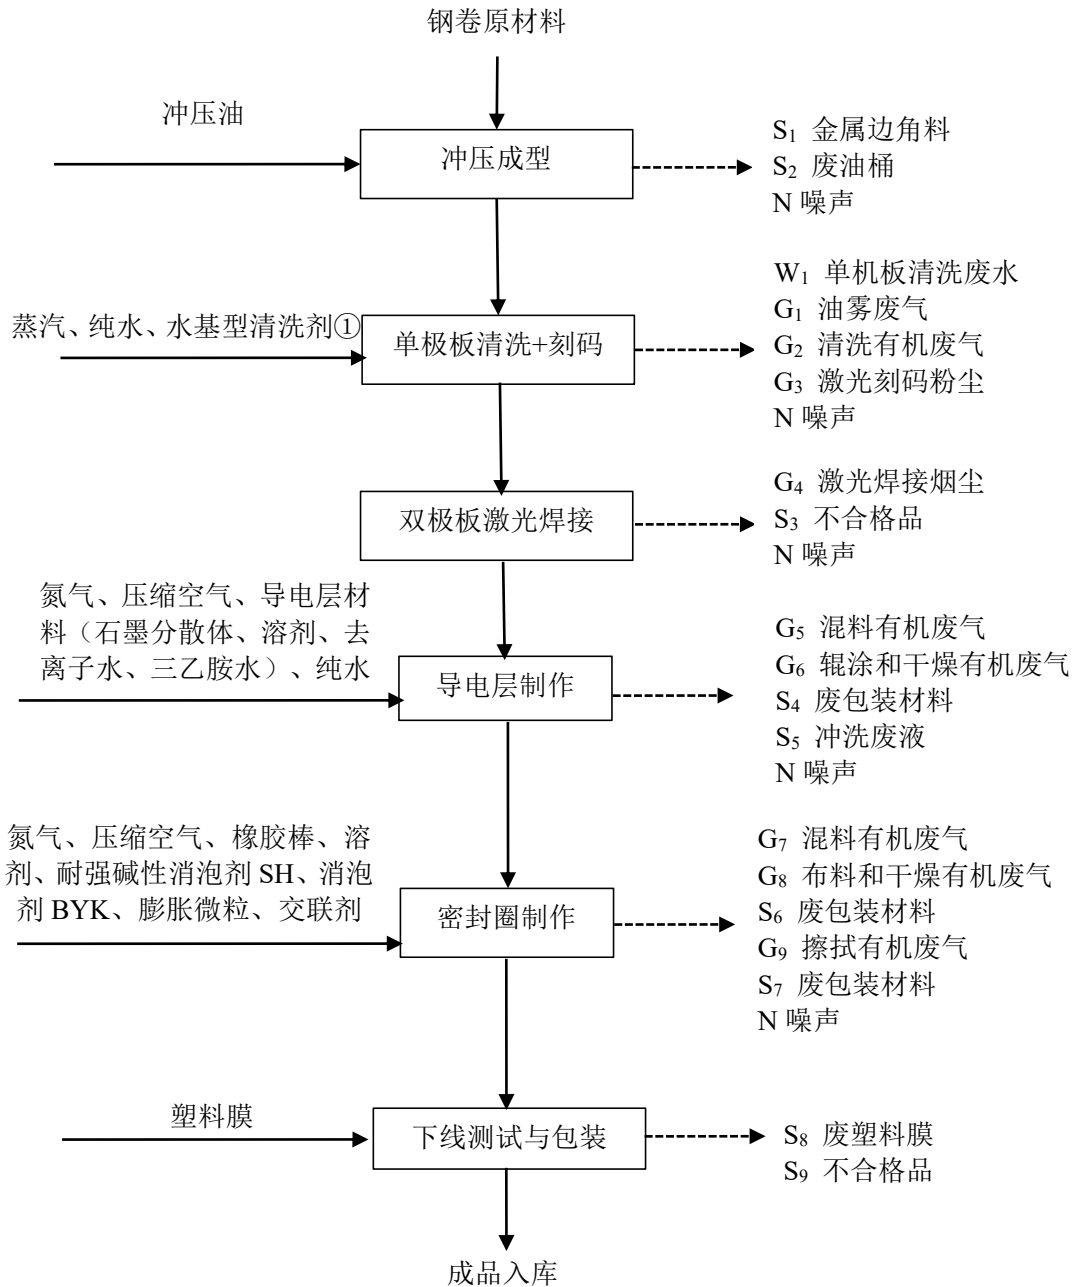 钢卷原材料
冲压油
冲压成型
S₁ 金属边角料
S₂ 废油桶
N 噪声
蒸汽、纯水、水基型清洗剂①
单极板清洗+刻码
W₁ 单机板清洗废水
G₁ 油雾废气
G₂ 清洗有机废气
G₃ 激光刻码粉尘
N 噪声
双极板激光焊接
G₄ 激光焊接烟尘
S₃ 不合格品
N 噪声
氮气、压缩空气、导电层材
料（石墨分散体、溶剂、去
离子水、三乙胺水）、纯水
导电层制作
G₅ 混料有机废气
G₆ 辊涂和干燥有机废气
S₄ 废包装材料
S₅ 冲洗废液
N 噪声
氮气、压缩空气、橡胶棒、溶
剂、耐强碱性消泡剂 SH、消泡
剂 BYK、膨胀微粒、交联剂
密封圈制作
G₇ 混料有机废气
G₈ 布料和干燥有机废气
S₆ 废包装材料
G₉ 擦拭有机废气
S₇ 废包装材料
N 噪声
塑料膜
下线测试与包装
S₈ 废塑料膜
S₉ 不合格品
成品入库